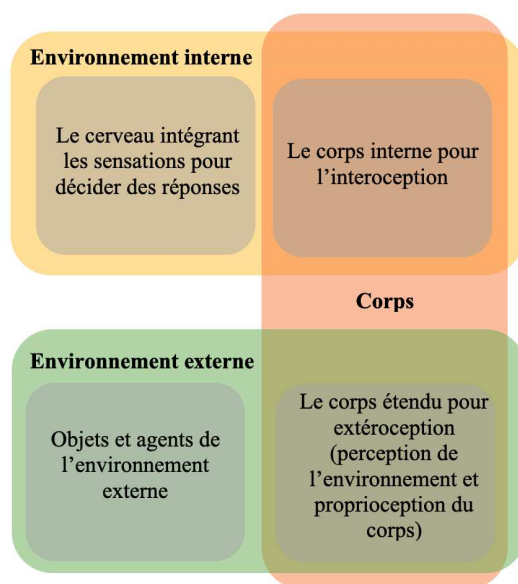 Environnement interne
Le cerveau intégrant
les sensations pour
décider des réponses
Le corps interne pour
l’interoception
Corps
Environnement externe
Objets et agents de
l’environnement
externe
Le corps étendu pour
extéroception
(perception de
l’environnement et
proprioception du
corps)